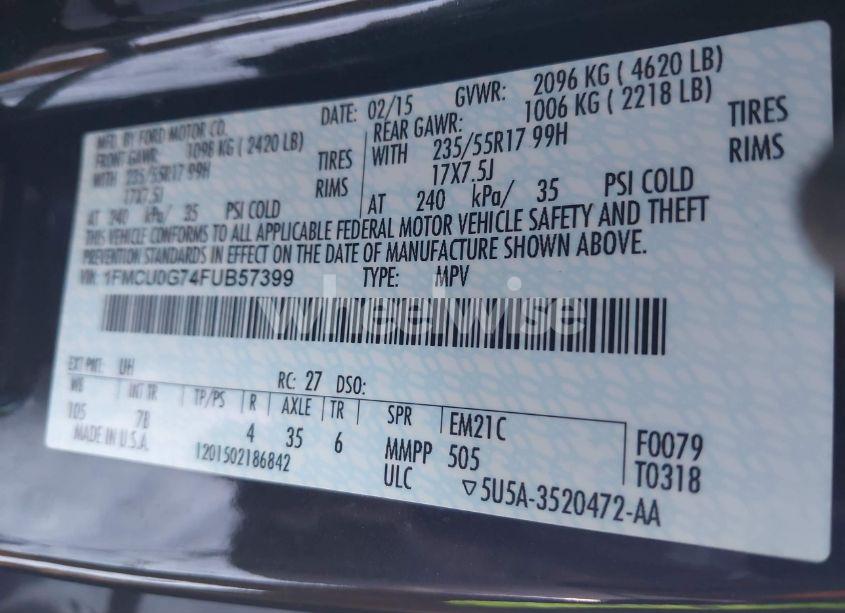 MFD. BY FORD MOTOR CO.
DATE: 02/15 GVWR: 2096 KG ( 4620 LB)
FRONT GAWR: 1098 KG ( 2420 LB) REAR GAWR: 1006 KG ( 2218 LB)
WITH 235/55R17 99H TIRES WITH 235/55R17 99H TIRES
17X7.5J RIMS 17X7.5J RIMS
AT 240 kPa/ 35 PSI COLD AT 240 kPa/ 35 PSI COLD
THIS VEHICLE CONFORMS TO ALL APPLICABLE FEDERAL MOTOR VEHICLE SAFETY AND THEFT
PREVENTION STANDARDS IN EFFECT ON THE DATE OF MANUFACTURE SHOWN ABOVE.
VIN: 1FMCU0G74FUB57399 TYPE: MPV
wheelwise
EXT PNT: UH RC: 27 DSO:
WB INT TR TP/PS R AXLE TR SPR EM21C
105 7B 4 35 6 MMPP 505 F0079
MADE IN U.S.A. 1201502186842 ULC T0318
▽5U5A-3520472-AA